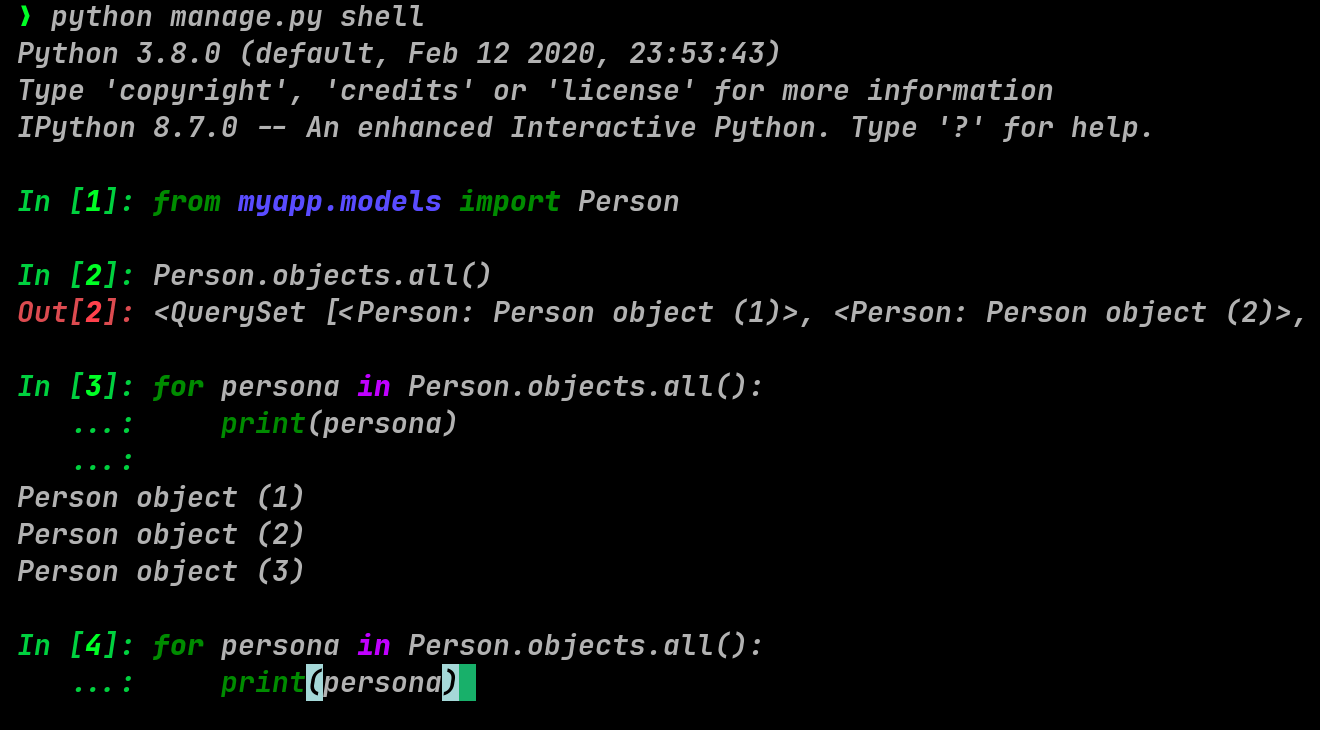 ❯ python manage.py shell
Python 3.8.0 (default, Feb 12 2020, 23:53:43)
Type 'copyright', 'credits' or 'license' for more information
IPython 8.7.0 -- An enhanced Interactive Python. Type '?' for help.
In [1]: from myapp.models import Person
In [2]: Person.objects.all()
Out[2]: <QuerySet [<Person: Person object (1)>, <Person: Person object (2)>,
In [3]: for persona in Person.objects.all():
   ...:     print(persona)
   ...:
Person object (1)
Person object (2)
Person object (3)
In [4]: for persona in Person.objects.all():
   ...:     print(persona)